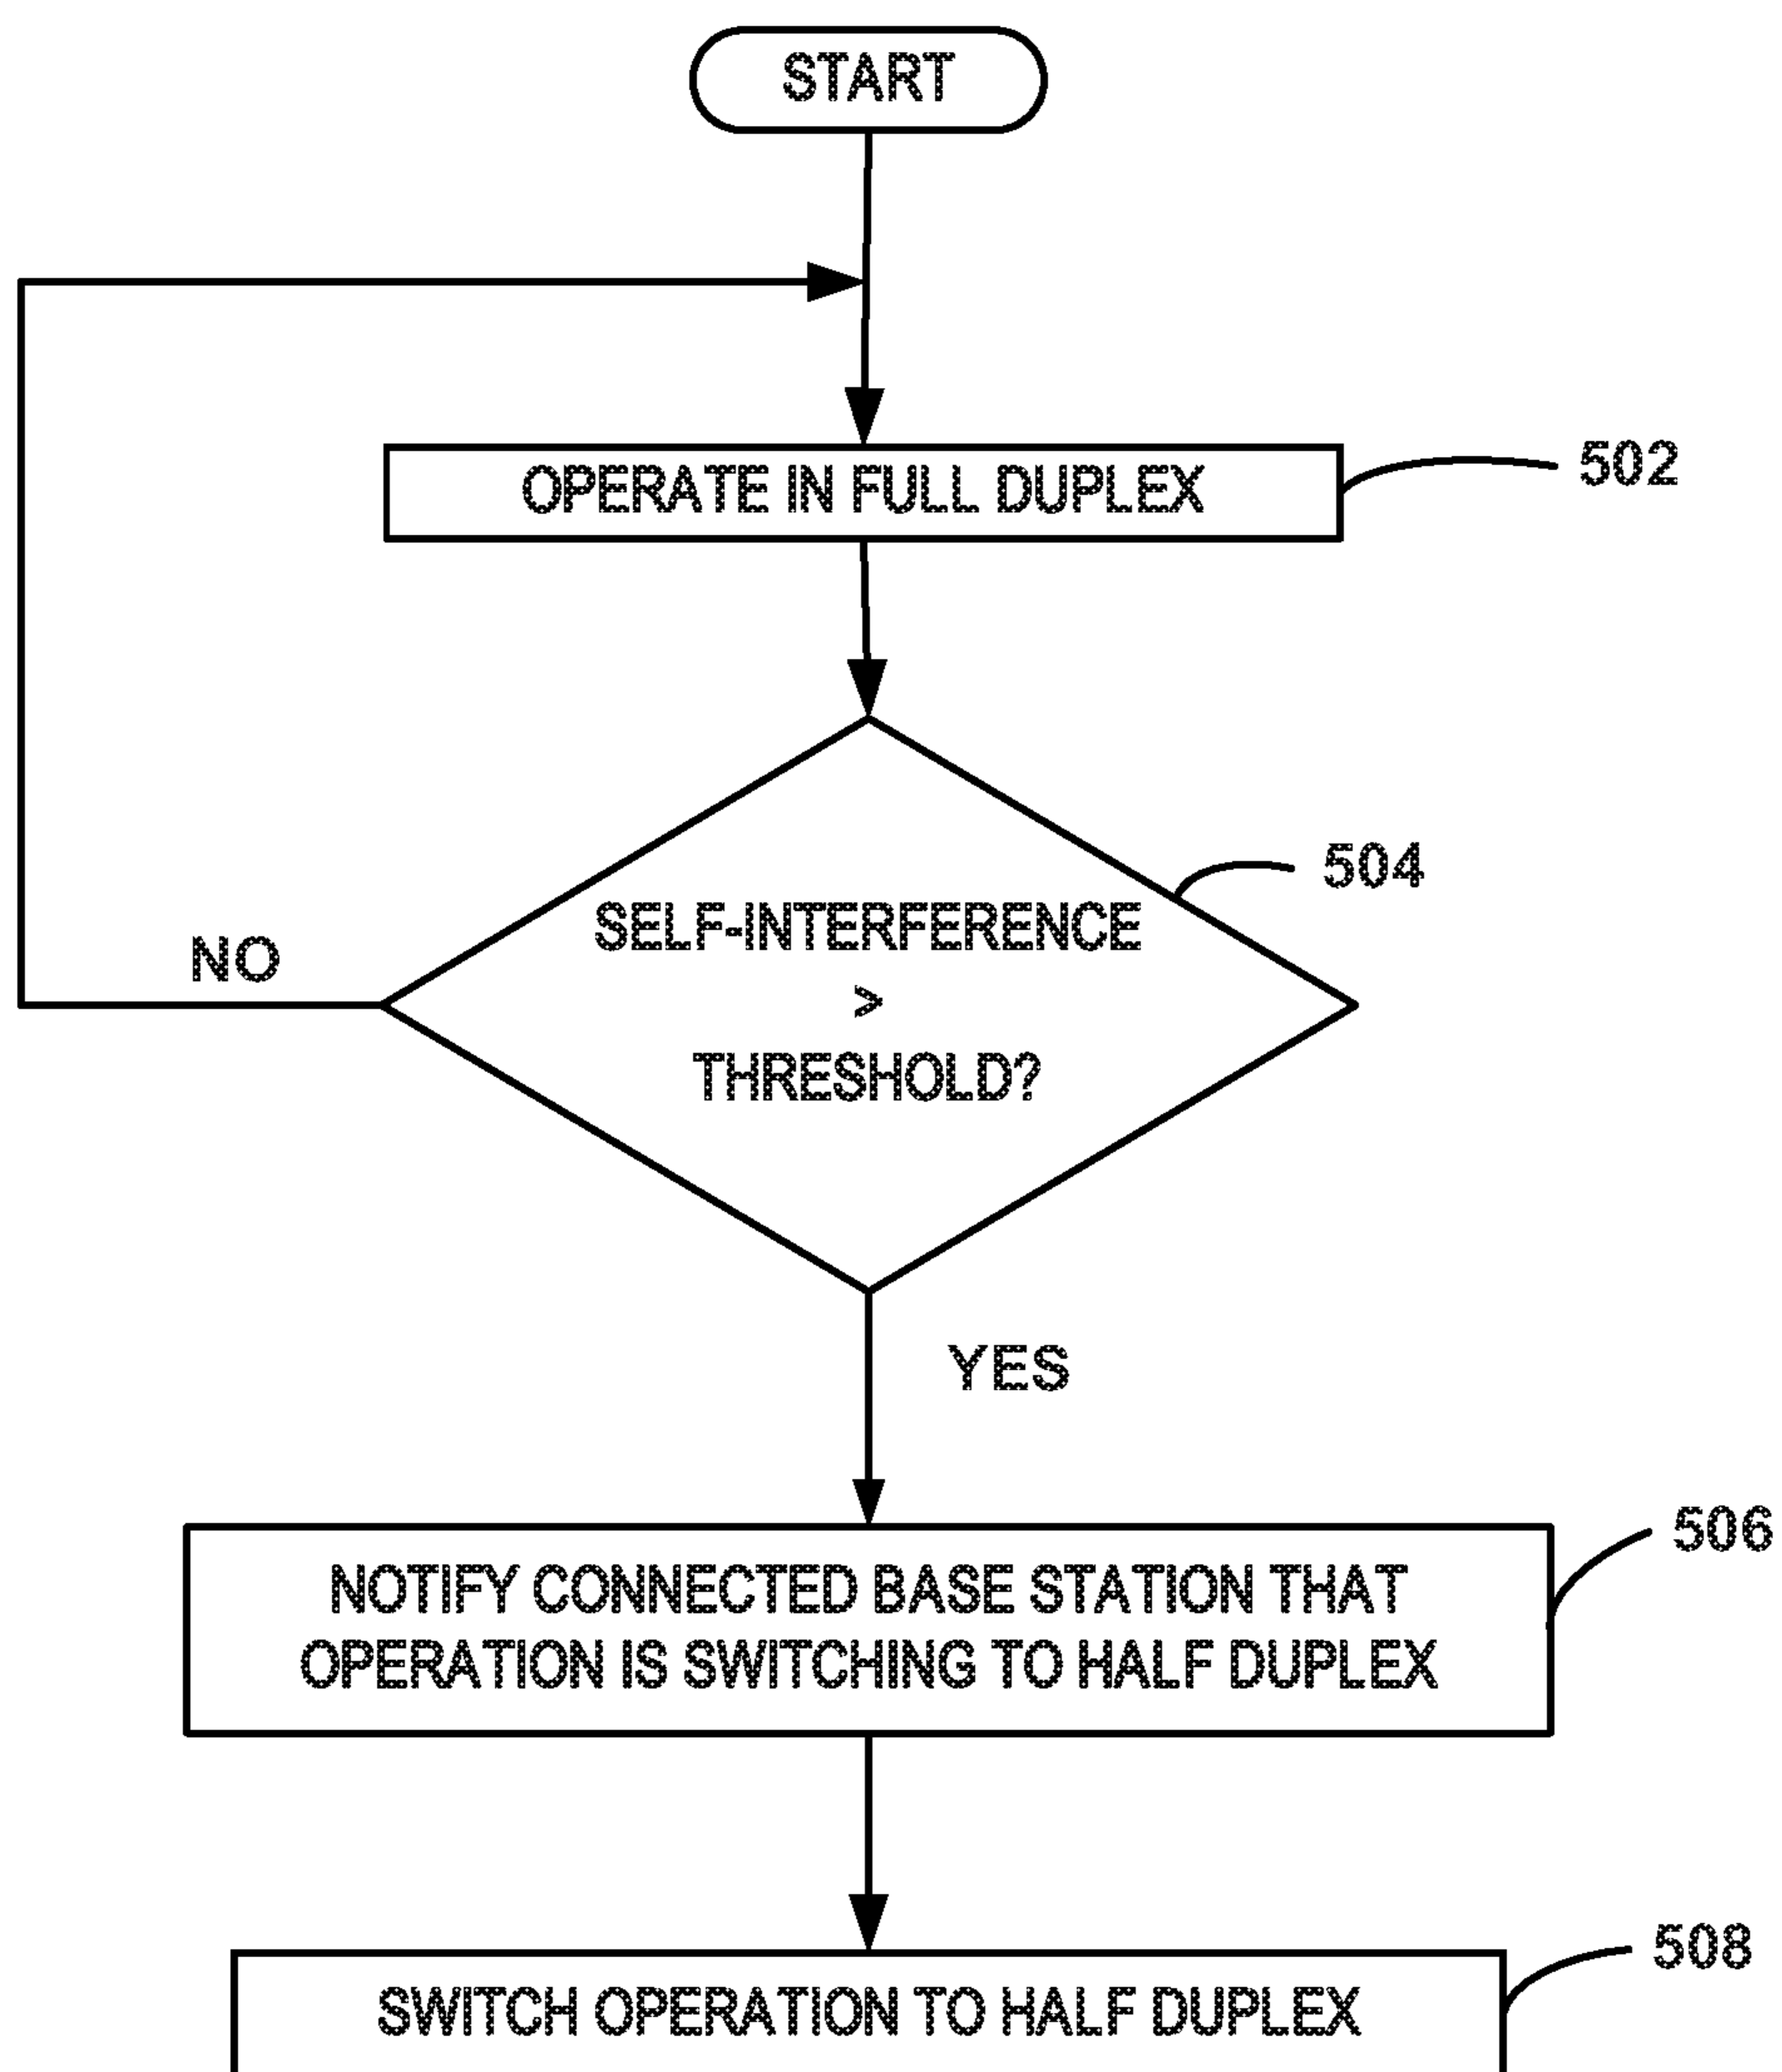 START
OPERATE IN FULL DUPLEX
502
504
SELF-INTERFERENCE
>
THRESHOLD?
NO
YES
506
NOTIFY CONNECTED BASE STATION THAT
OPERATION IS SWITCHING TO HALF DUPLEX
508
SWITCH OPERATION TO HALF DUPLEX